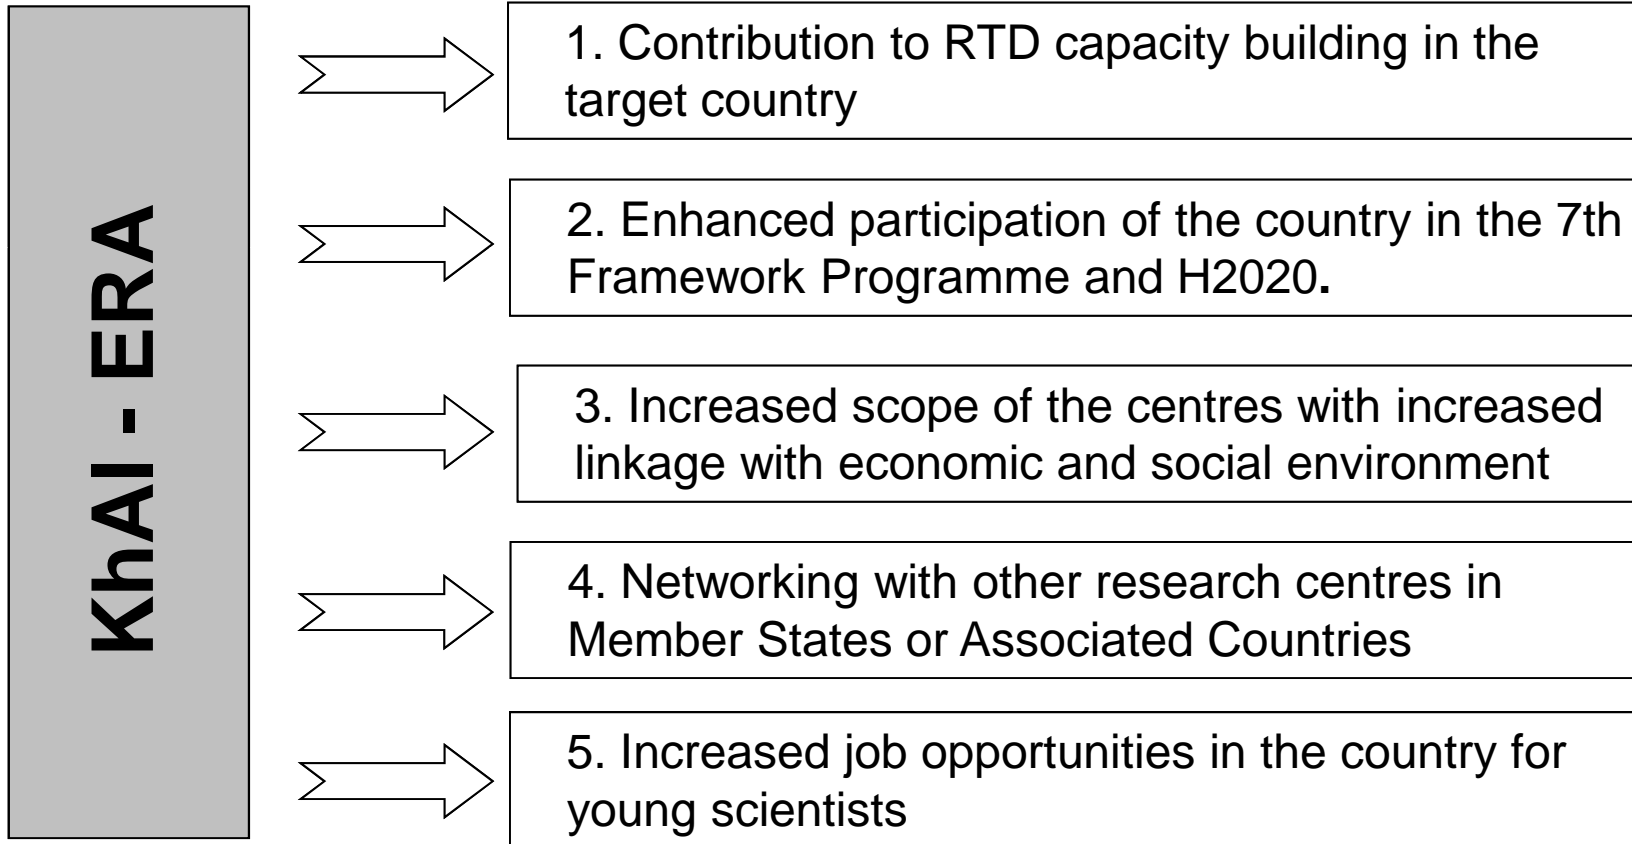 KhAI - ERA
1. Contribution to RTD capacity building in the
target country
2. Enhanced participation of the country in the 7th
Framework Programme and H2020.
3. Increased scope of the centres with increased
linkage with economic and social environment
4. Networking with other research centres in
Member States or Associated Countries
5. Increased job opportunities in the country for
young scientists